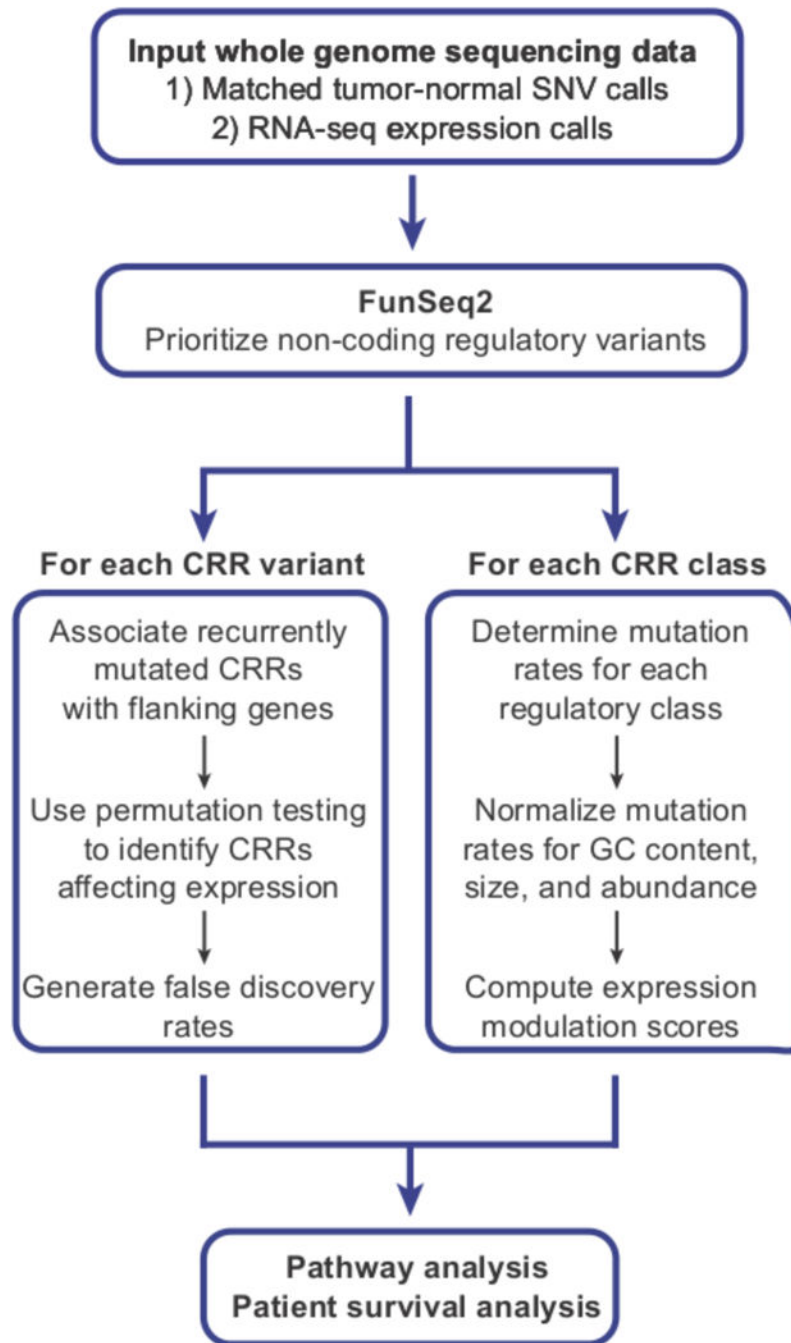 Input whole genome sequencing data
1) Matched tumor-normal SNV calls
2) RNA-seq expression calls
FunSeq2
Prioritize non-coding regulatory variants
For each CRR variant
Associate recurrently
mutated CRRs
with flanking genes
Use permutation testing
to identify CRRs
affecting expression
Generate false discovery
rates
For each CRR class
Determine mutation
rates for each
regulatory class
Normalize mutation
rates for GC content,
size, and abundance
Compute expression
modulation scores
Pathway analysis
Patient survival analysis